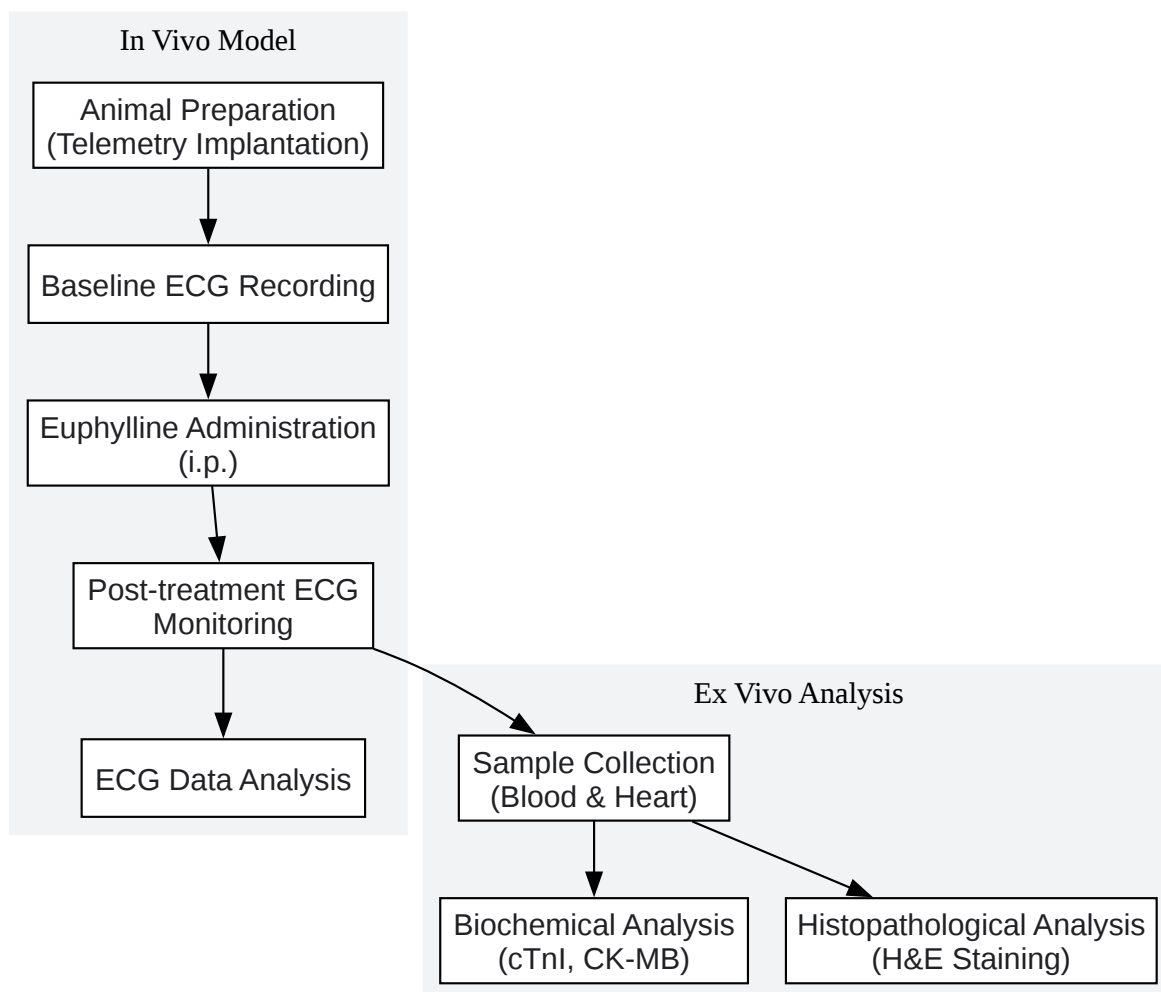 In Vivo Model
Animal Preparation
(Telemetry Implantation)
Baseline ECG Recording
Euphylline Administration
(i.p.)
Post-treatment ECG
Monitoring
ECG Data Analysis
Ex Vivo Analysis
Sample Collection
(Blood & Heart)
Biochemical Analysis
(cTnI, CK-MB)
Histopathological Analysis
(H&E Staining)